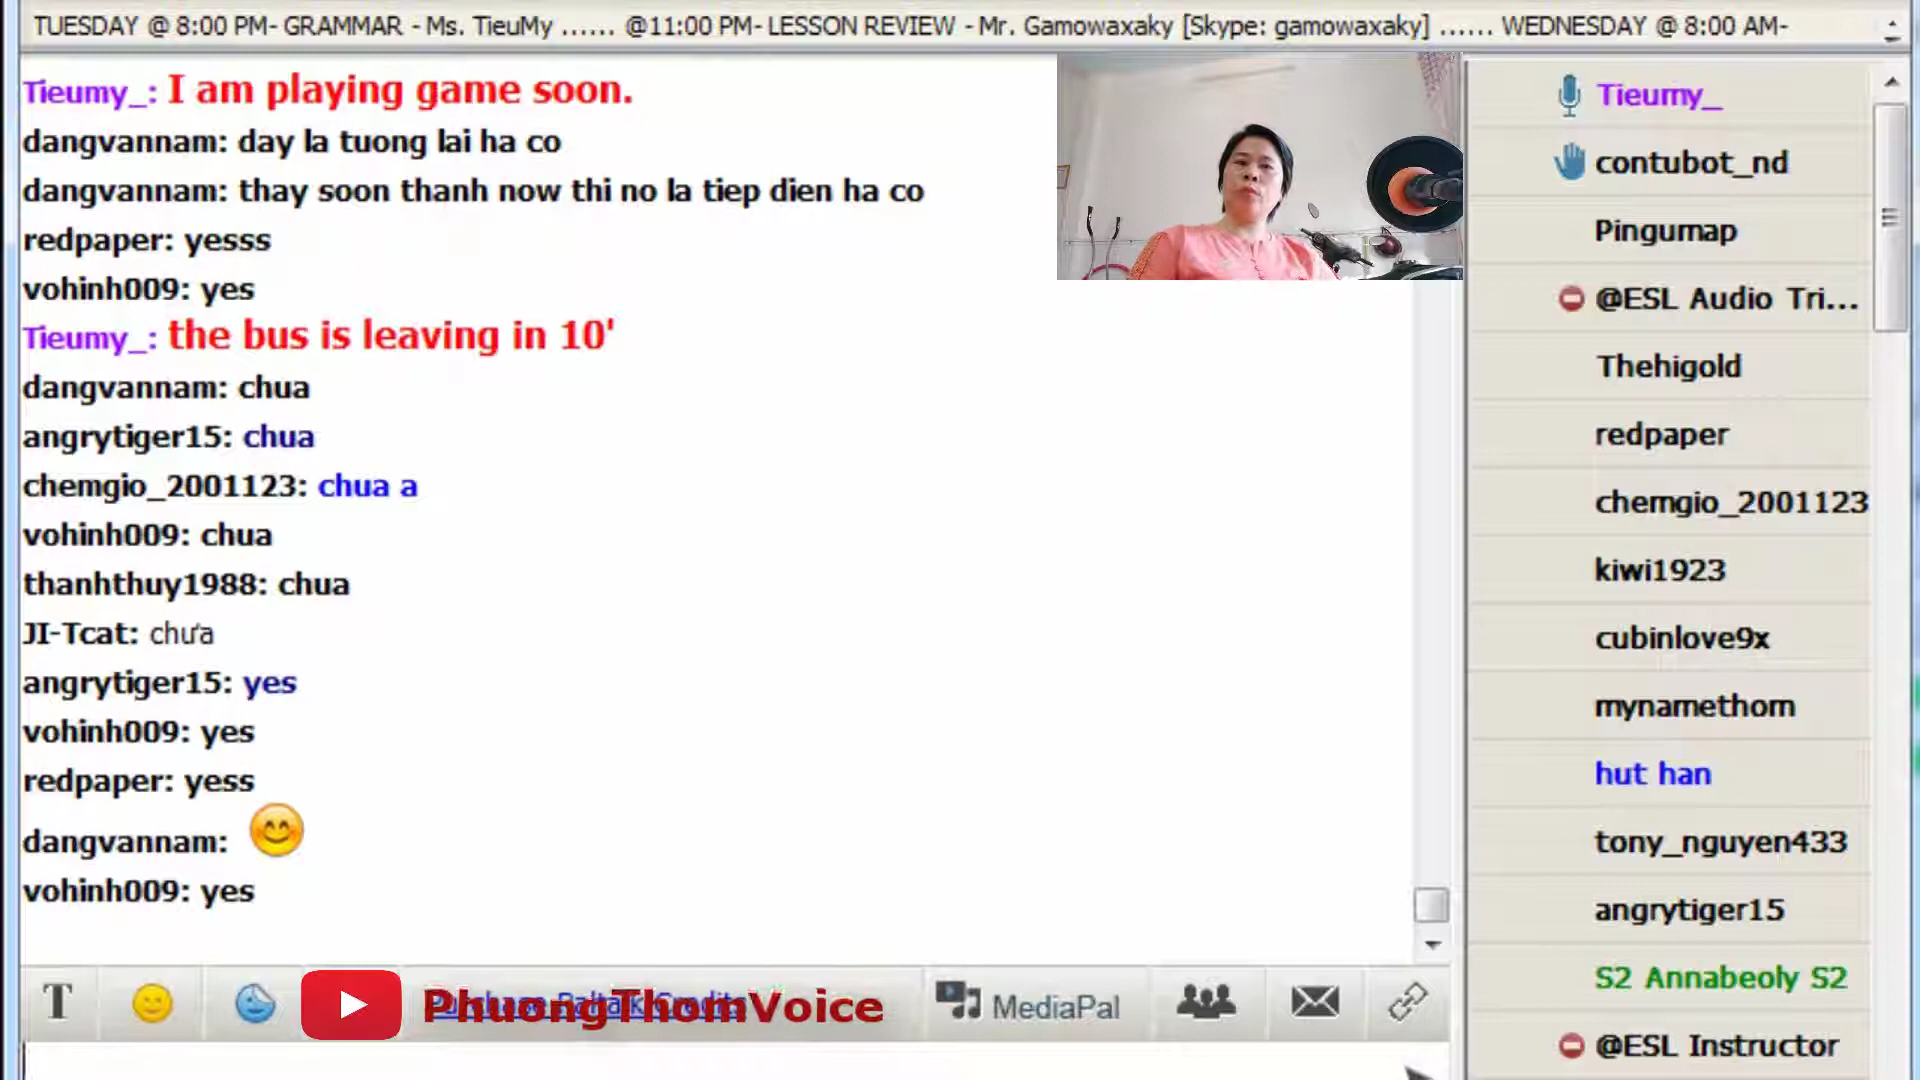 TUESDAY @ 8:00 PM- GRAMMAR - Ms. TieuMy ...... @11:00 PM- LESSON REVIEW - Mr. Gamowaxaky [Skype: gamowaxaky] ...... WEDNESDAY @ 8:00 AM-
Tieumy_: I am playing game soon.
dangvannam: day la tuong lai ha co
dangvannam: thay soon thanh now thi no la tiep dien ha co
redpaper: yesss
vohinh009: yes
Tieumy_: the bus is leaving in 10'
dangvannam: chua
angrytiger15: chua
chemgio_2001123: chua a
vohinh009: chua
thanhthuy1988: chua
JI-Tcat: chưa
angrytiger15: yes
vohinh009: yes
redpaper: yess
dangvannam: 😊
vohinh009: yes
Tieumy_
contubot_nd
Pingumap
@ESL Audio Tri...
Thehigold
redpaper
chemgio_2001123
kiwi1923
cubinlove9x
mynamethom
hut han
tony_nguyen433
angrytiger15
S2 Annabeoly S2
@ESL Instructor
T
Purchase Paltalk Credits
PhuongThomVoice
MediaPal